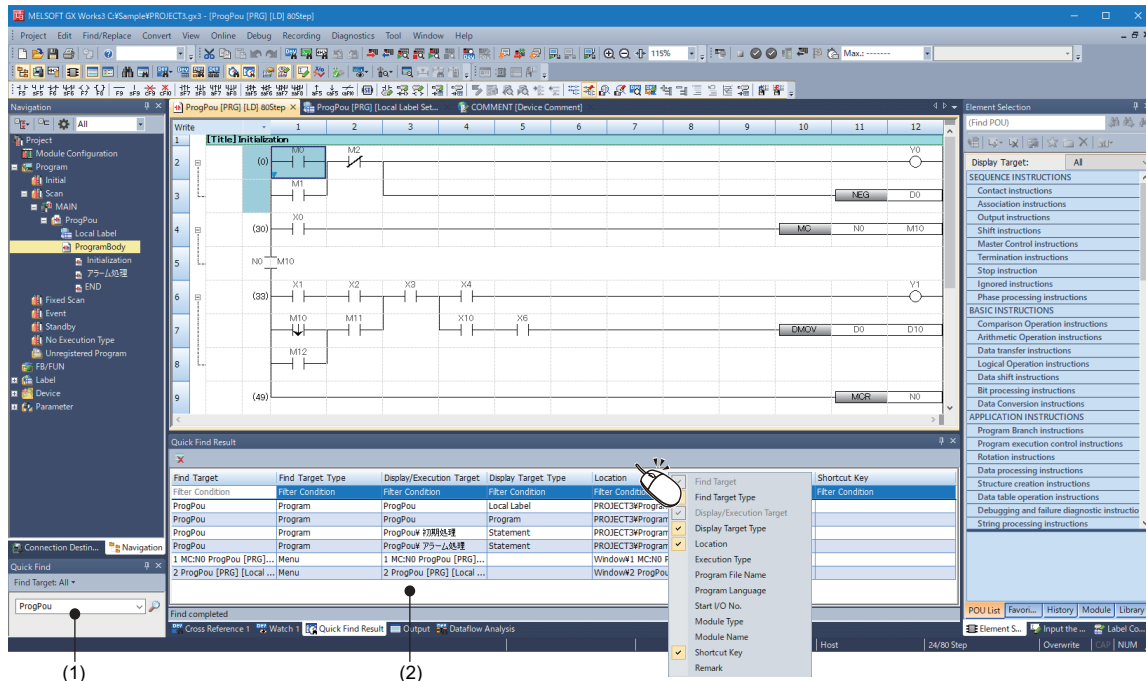 MELSOFT GX Works3 C:¥Sample¥PROJECT3.gx3 - [ProgPou [PRG] [LD] 80Step]
Project Edit Find/Replace Convert View Online Debug Recording Diagnostics Tool Window Help
115%
Max.: -------
Navigation
All
Project
Module Configuration
Program
Initial
Scan
MAIN
ProgPou
Local Label
ProgramBody
Initialization
アラーム処理
END
Fixed Scan
Event
Standby
No Execution Type
Unregistered Program
FB/FUN
Label
Device
Parameter
Connection Destin... Navigation
Quick Find
Find Target: All
ProgPou
ProgPou [PRG] [LD] 80Step
ProgPou [PRG] [Local Label Set...
COMMENT [Device Comment]
Write 1 2 3 4 5 6 7 8 9 10 11 12
1 [Title] Initialization
2 (0) M0 M2 Y0
3 M1 NEG D0
4 (30) X0 MC N0 M10
5 N0 M10
6 (33) X1 X2 X3 X4 Y1
7 M10 M11 X10 X6 DMOV D0 D10
8 M12
9 (49) MCR N0
Quick Find Result
Find Target Find Target Type Display/Execution Target Display Target Type Location Shortcut Key
Filter Condition Filter Condition Filter Condition Filter Condition Filter Conditio Filter Condition
ProgPou Program ProgPou Local Label PROJECT3¥Program
ProgPou Program ProgPou Program PROJECT3¥Program
ProgPou Program ProgPou¥ 初期処理 Statement PROJECT3¥Program
ProgPou Program ProgPou¥ アラーム処理 Statement PROJECT3¥Program
1 MC:N0 ProgPou [PRG]... Menu 1 MC:N0 ProgPou [PRG]... Window¥1 MC:N0 P
2 ProgPou [PRG] [Local ... Menu 2 ProgPou [PRG] [Local ... Window¥2 ProgPou
Find Target
Find Target Type
Display/Execution Target
Display Target Type
Location
Execution Type
Program File Name
Program Language
Start I/O No.
Module Type
Module Name
Shortcut Key
Remark
Find completed
Cross Reference 1 Watch 1 Quick Find Result Output Dataflow Analysis
Element Selection
(Find POU)
Display Target: All
SEQUENCE INSTRUCTIONS
Contact instructions
Association instructions
Output instructions
Shift instructions
Master Control instructions
Termination instructions
Stop instruction
Ignored instructions
Phase processing instructions
BASIC INSTRUCTIONS
Comparison Operation instructions
Arithmetic Operation instructions
Data transfer instructions
Logical Operation instructions
Data shift instructions
Bit processing instructions
Data Conversion instructions
APPLICATION INSTRUCTIONS
Program Branch instructions
Program execution control instructions
Rotation instructions
Data processing instructions
Structure creation instructions
Data table operation instructions
Debugging and failure diagnostic instructio
String processing instructions
POU List Favori... History Module Library
Element S... Input the ... Label Co...
Host 24/80 Step Overwrite CAP NUM
(1)
(2)